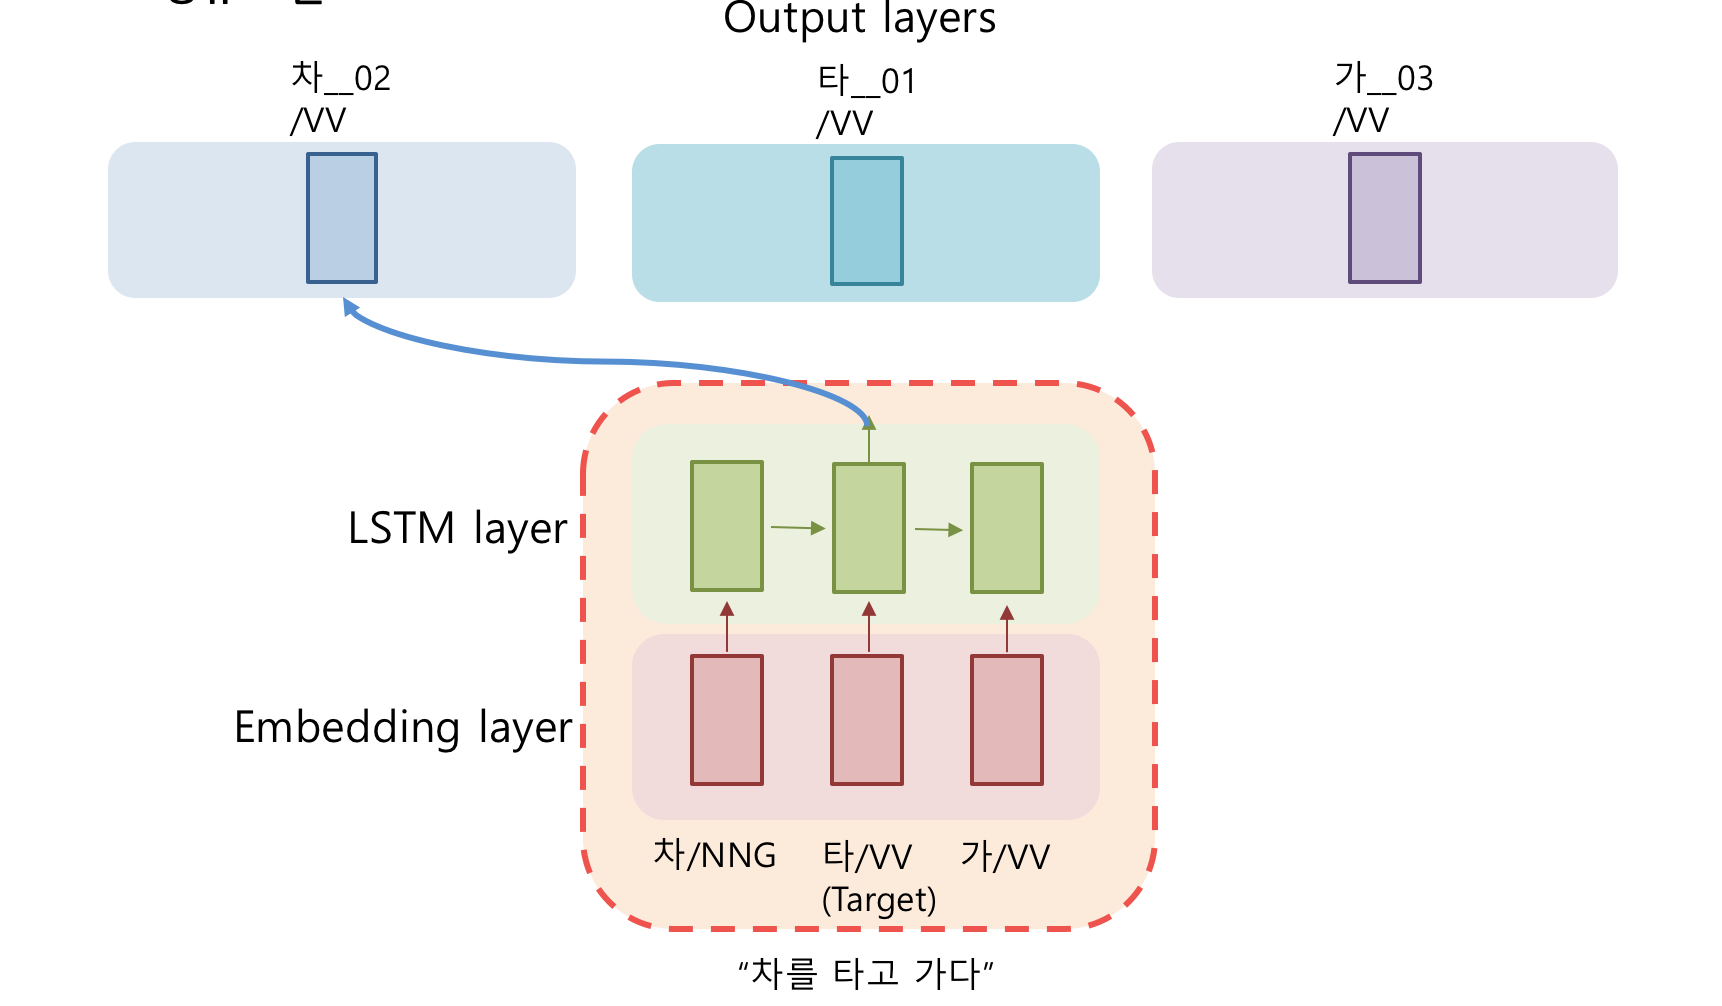 Output layers
차__02
/VV
타__01
/VV
가__03
/VV
LSTM layer
Embedding layer
차/NNG
타/VV
(Target)
가/VV
“차를 타고 가다”